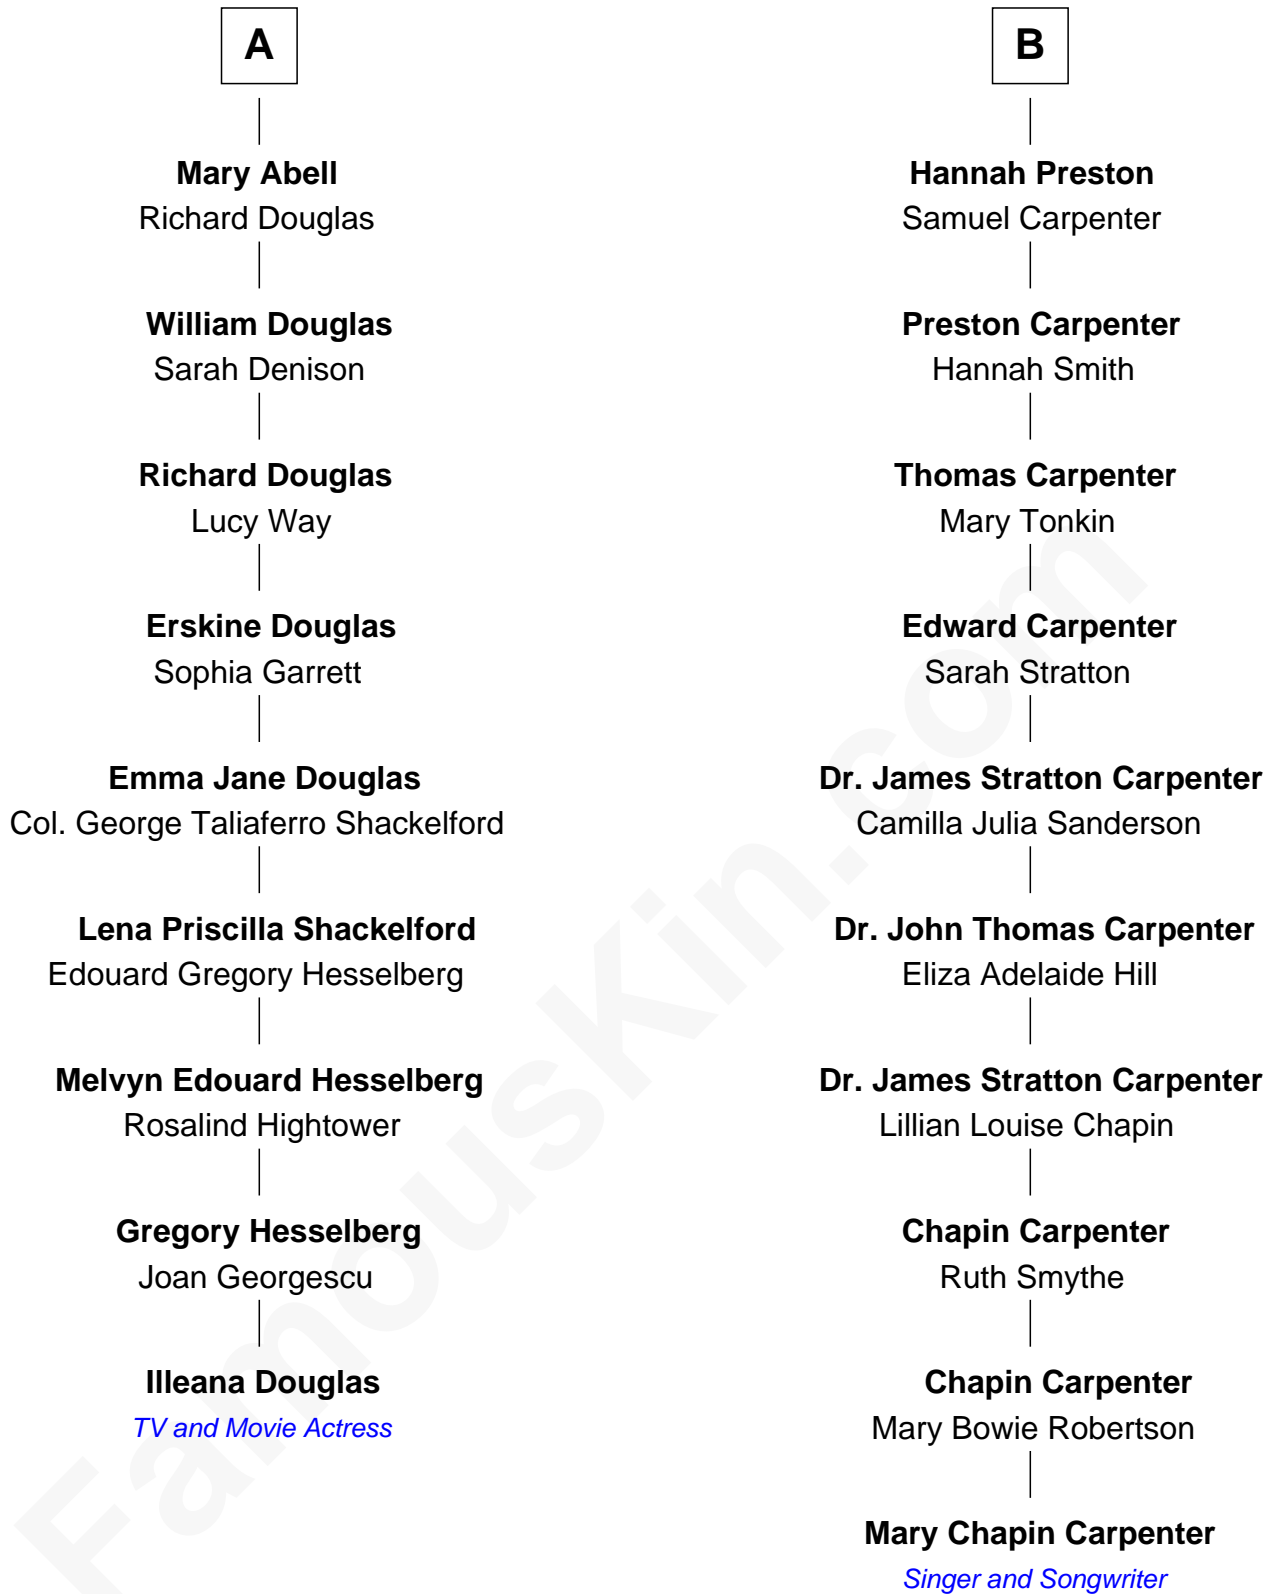 A
Mary Abell
Richard Douglas
William Douglas
Sarah Denison
Richard Douglas
Lucy Way
Erskine Douglas
Sophia Garrett
Emma Jane Douglas
Col. George Taliaferro Shackelford
Lena Priscilla Shackelford
Edouard Gregory Hesselberg
Melvyn Edouard Hesselberg
Rosalind Hightower
Gregory Hesselberg
Joan Georgescu
Illeana Douglas
TV and Movie Actress
B
Hannah Preston
Samuel Carpenter
Preston Carpenter
Hannah Smith
Thomas Carpenter
Mary Tonkin
Edward Carpenter
Sarah Stratton
Dr. James Stratton Carpenter
Camilla Julia Sanderson
Dr. John Thomas Carpenter
Eliza Adelaide Hill
Dr. James Stratton Carpenter
Lillian Louise Chapin
Chapin Carpenter
Ruth Smythe
Chapin Carpenter
Mary Bowie Robertson
Mary Chapin Carpenter
Singer and Songwriter
FamousKin.com